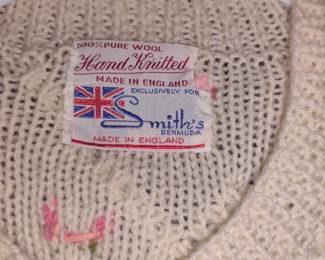 100% PURE WOOL
Hand Knitted
MADE IN ENGLAND
EXCLUSIVELY FOR
Smith's
BERMUDA
MADE IN ENGLAND